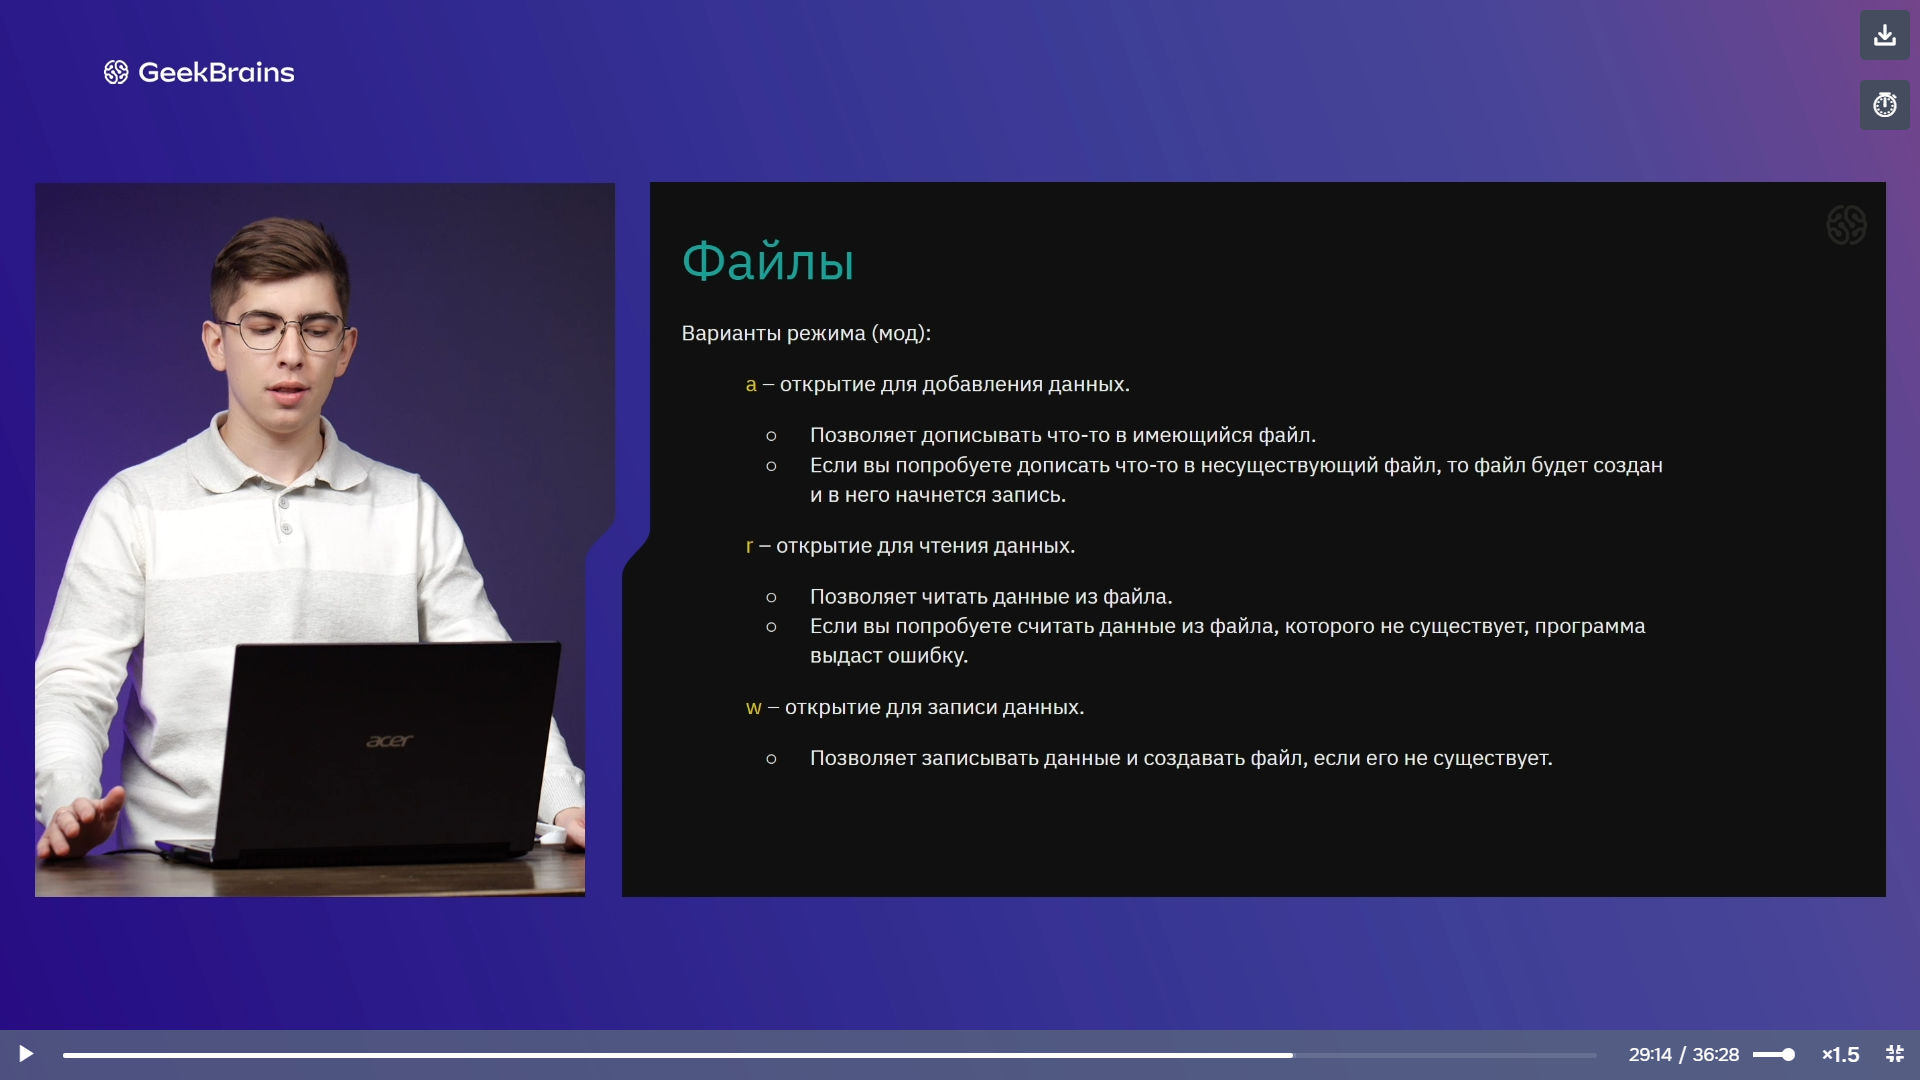 GeekBrains
Файлы
Варианты режима (мод):
a – открытие для добавления данных.
○ Позволяет дописывать что-то в имеющийся файл.
○ Если вы попробуете дописать что-то в несуществующий файл, то файл будет создан
и в него начнется запись.
r – открытие для чтения данных.
○ Позволяет читать данные из файла.
○ Если вы попробуете считать данные из файла, которого не существует, программа
выдаст ошибку.
w – открытие для записи данных.
○ Позволяет записывать данные и создавать файл, если его не существует.
acer
29:14 / 36:28 ×1.5